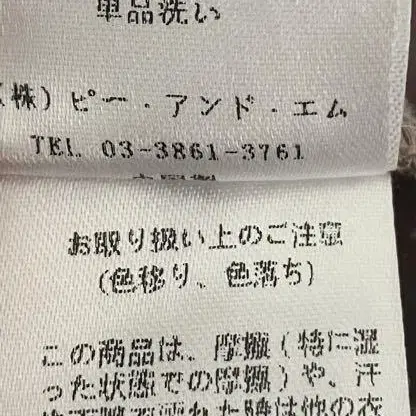 単品洗い
(株)ピー・アンド・エム
TEL 03-3861-3761
お取り扱い上のご注意
(色移り、色落ち)
この商品は、摩擦(特に湿
った状態での摩擦)や、汗